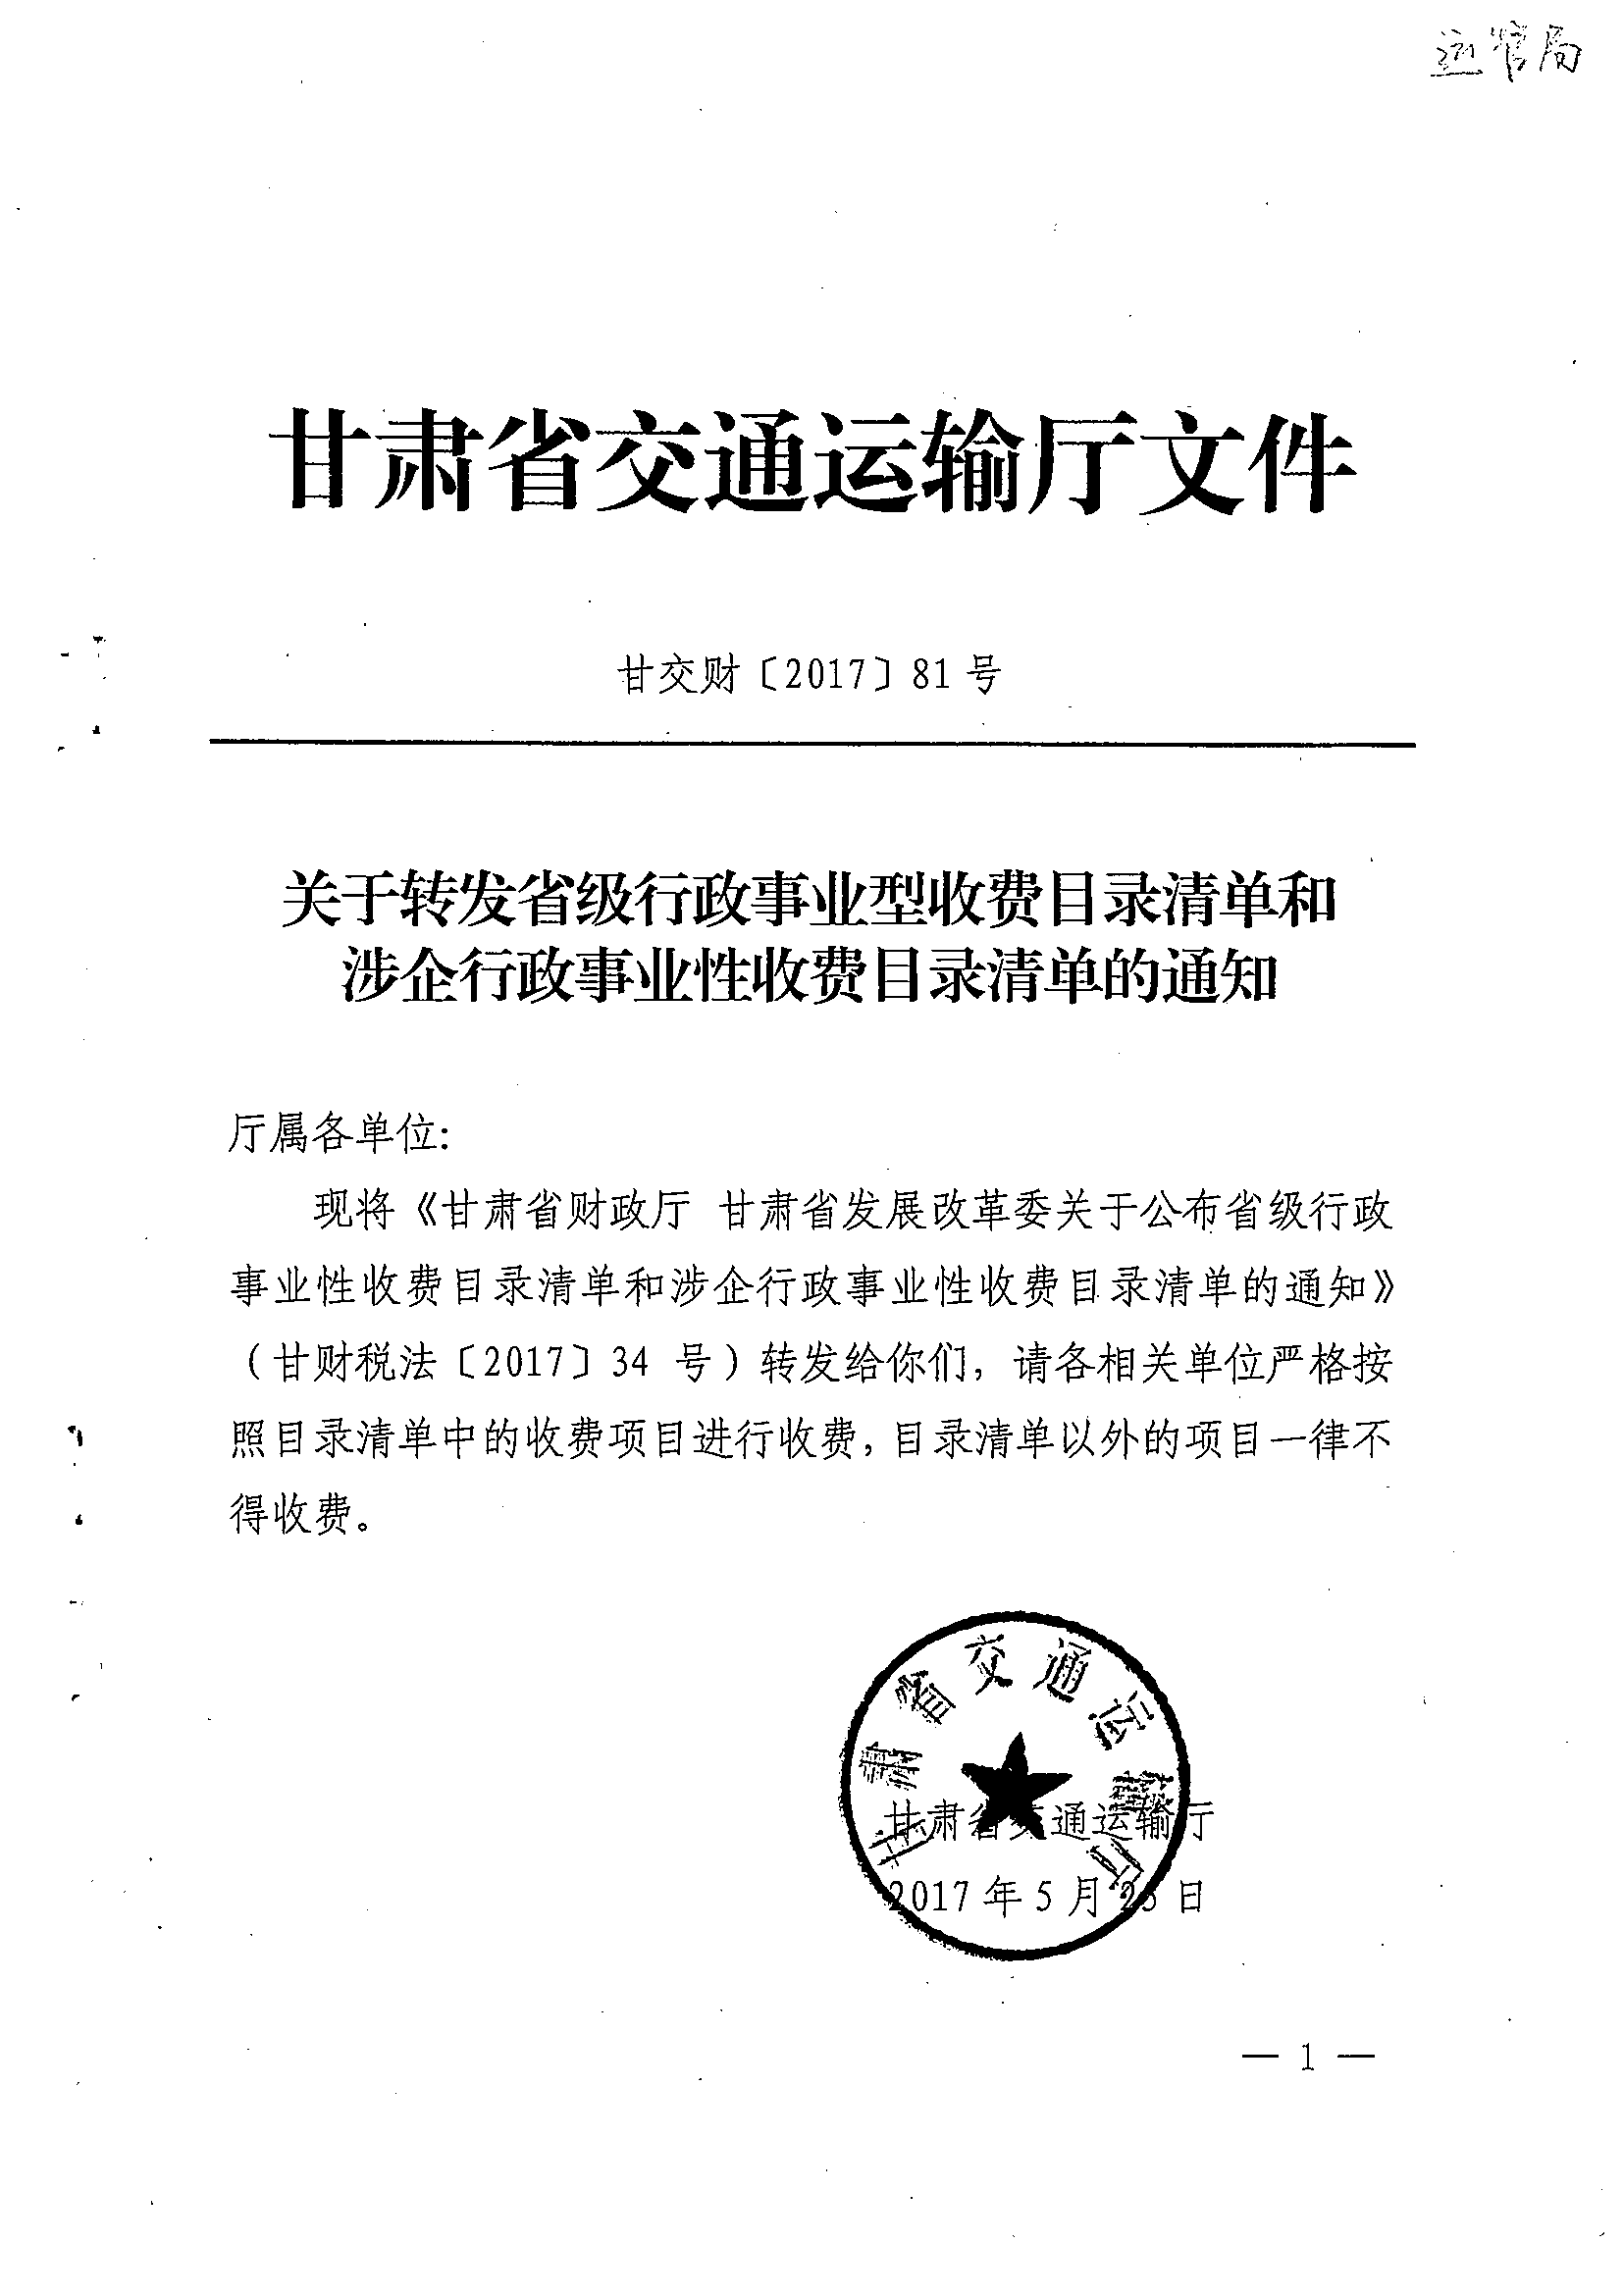 运管局
甘肃省交通运输厅文件
甘交财〔2017〕81号
关于转发省级行政事业型收费目录清单和
涉企行政事业性收费目录清单的通知
厅属各单位:
现将《甘肃省财政厅 甘肃省发展改革委关于公布省级行政
事业性收费目录清单和涉企行政事业性收费目录清单的通知》
（甘财税法〔2017〕34 号）转发给你们，请各相关单位严格按
照目录清单中的收费项目进行收费，目录清单以外的项目一律不
得收费。
甘肃省交通运输厅
甘肃省交通运输厅
2017年5月 日
— 1 —